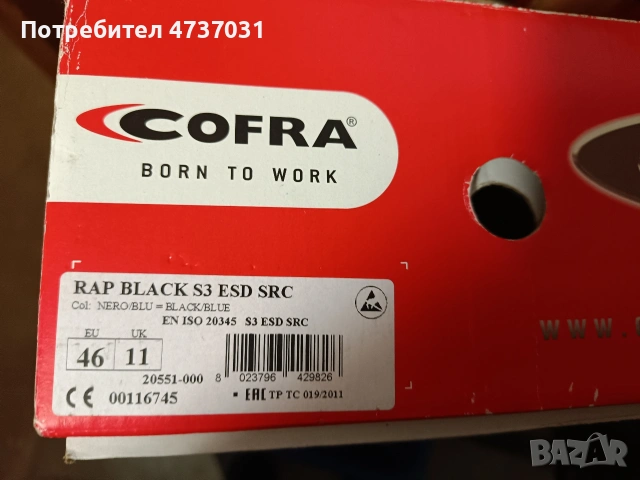 Потребител 4737031
COFRA®
BORN TO WORK
RAP BLACK S3 ESD SRC
Col: NERO/BLU = BLACK/BLUE
EN ISO 20345 S3 ESD SRC
EU UK
46 11
20551-000 8 023796 429826
CE 00116745 EAC TP TC 019/2011
www.
BAZAR